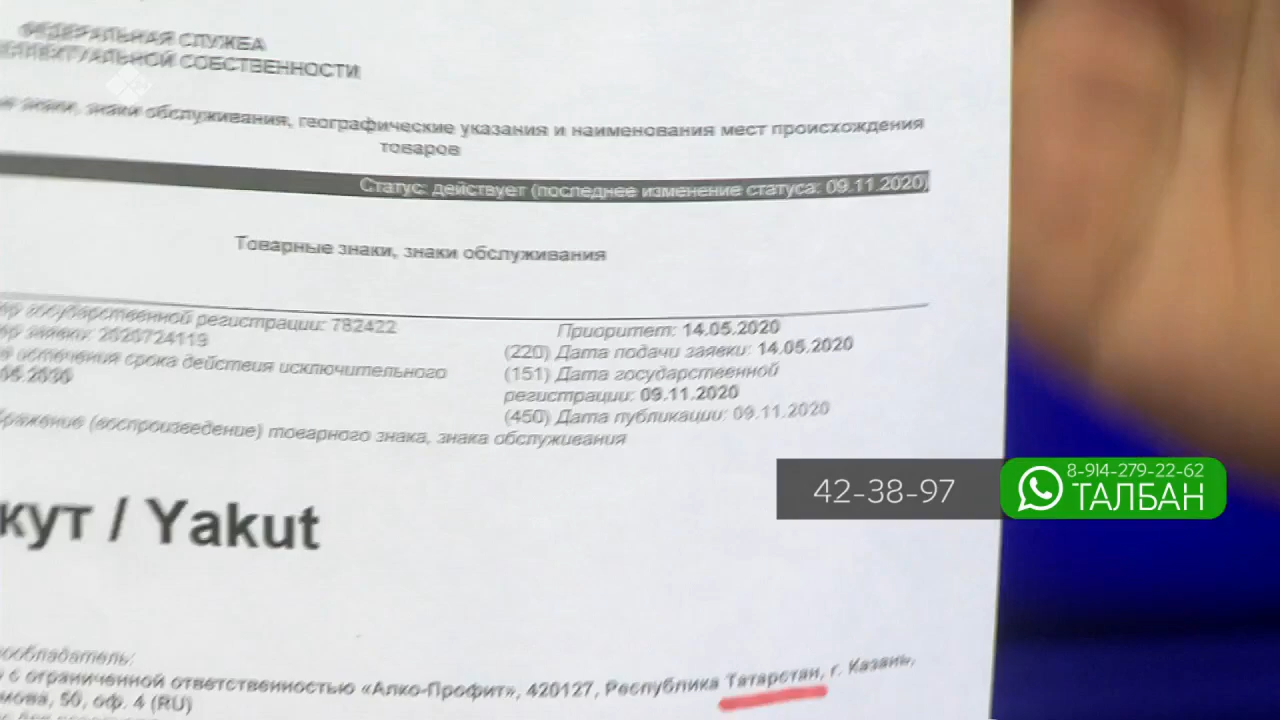 ФЕДЕРАЛЬНАЯ СЛУЖБА
СОБСТВЕННОСТИ
знаки, знаки обслуживания, географические указания и наименования мест происхождения
товаров
Статус: действует (последнее изменение статуса: 09.11.2020)
Товарные знаки, знаки обслуживания
государственной регистрации: 782422
Приоритет: 14.05.2020
заявки: 2020724119
(220) Дата подачи заявки: 14.05.2020
истечения срока действия исключительного
(151) Дата государственной
регистрации: 09.11.2020
(450) Дата публикации: 09.11.2020
(воспроизведение) товарного знака, знака обслуживания
кут / Yakut
42-38-97
8-914-279-22-62
ТАЛБАН
с ограниченной ответственностью «Алко-Профит», 420127, Республика Татарстан, г. Казань,
50, оф. 4 (RU)